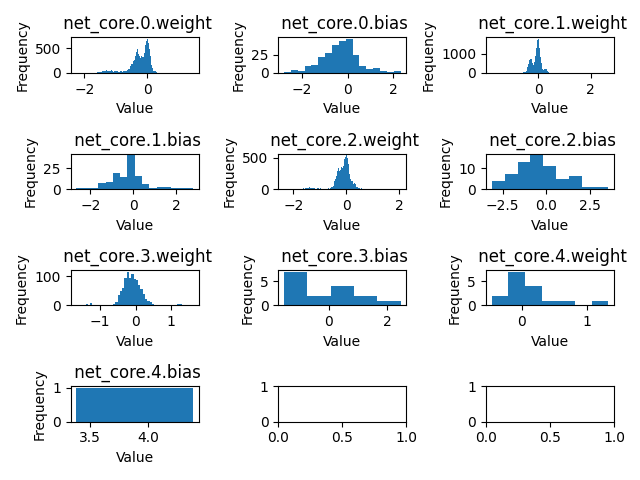 net_core.0.weight
net_core.0.bias
net_core.1.weight
Frequency
500
0
−2
0
Value
Frequency
25
0
−2
0
2
Value
Frequency
1000
0
0
2
Value
net_core.1.bias
net_core.2.weight
net_core.2.bias
Frequency
25
0
−2
0
2
Value
Frequency
500
0
−2
0
2
Value
Frequency
10
0
−2.5
0.0
2.5
Value
net_core.3.weight
net_core.3.bias
net_core.4.weight
Frequency
100
0
−1
0
1
Value
Frequency
5
0
0
2
Value
Frequency
5
0
0
1
Value
net_core.4.bias
Frequency
1
0
3.5
4.0
Value
1
0
0.0
0.5
1.0
1
0
0.0
0.5
1.0